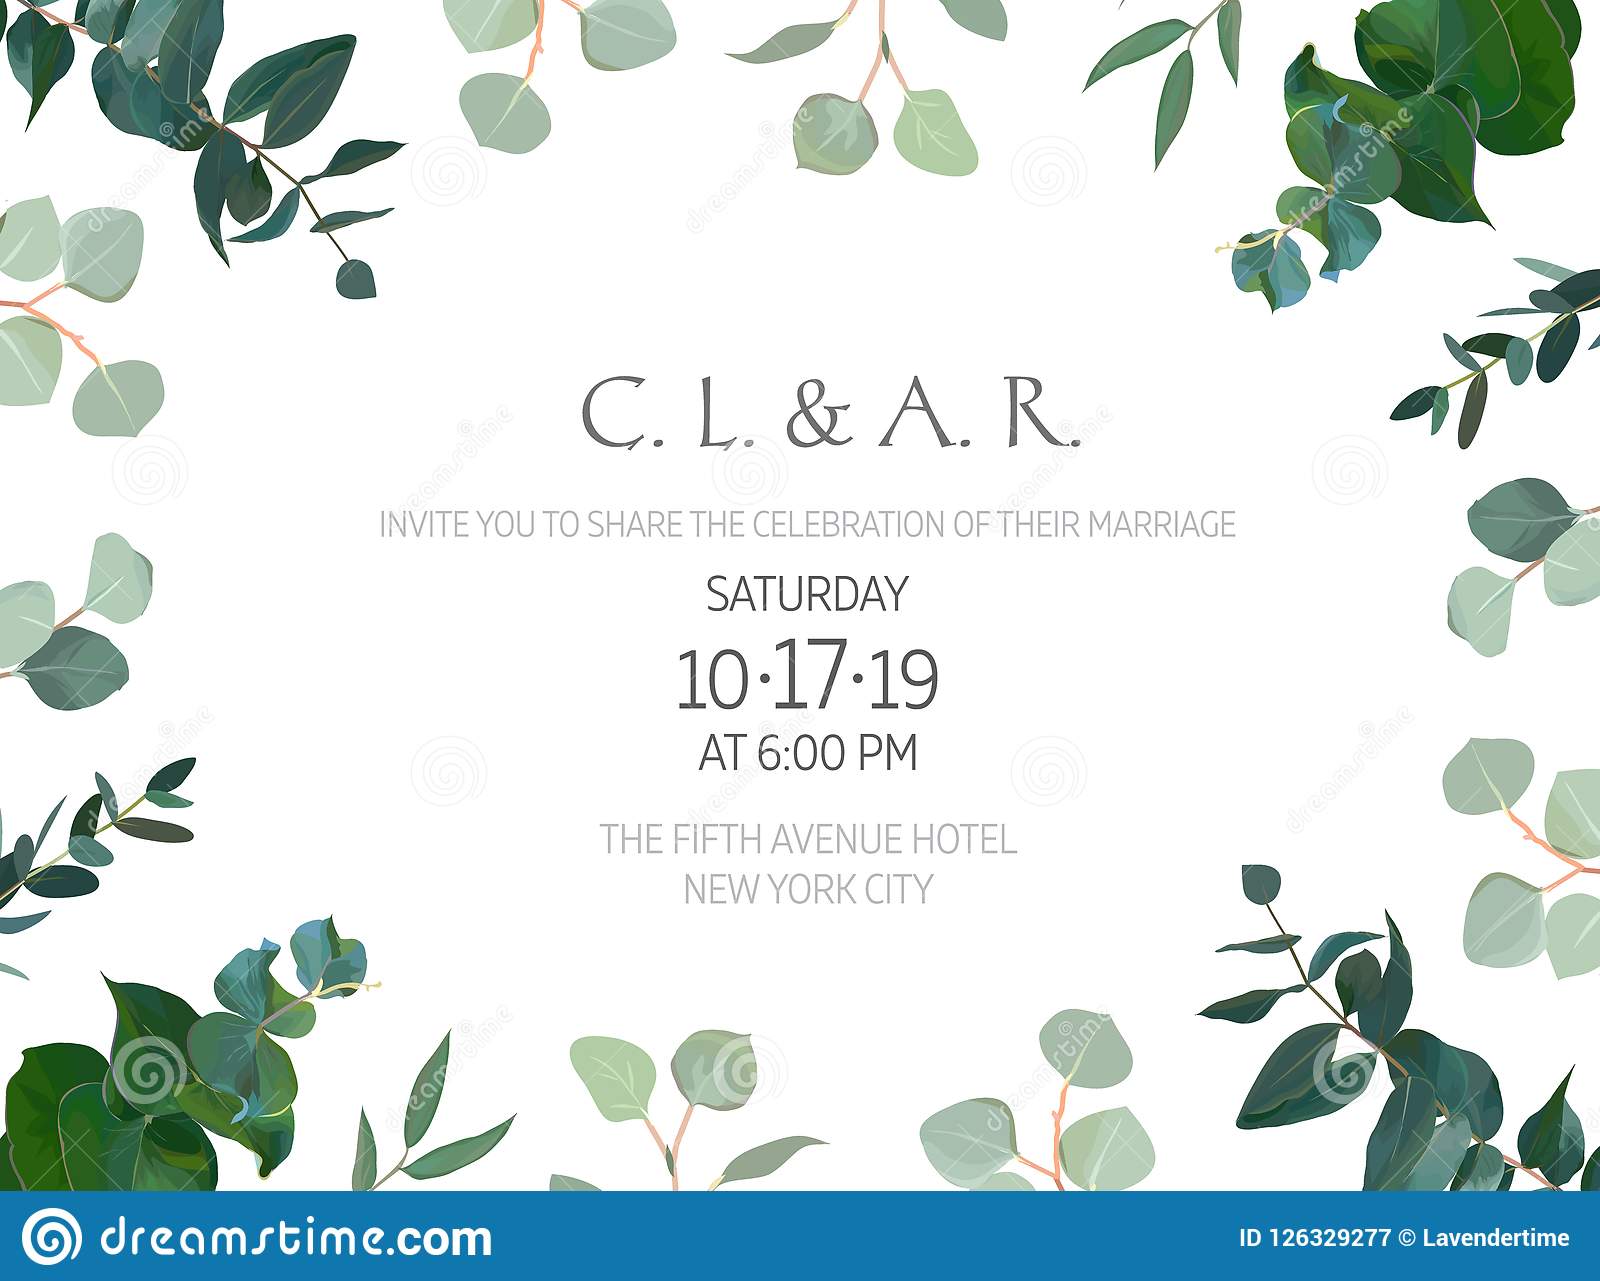 C. L. & A. R.
INVITE YOU TO SHARE THE CELEBRATION OF THEIR MARRIAGE
SATURDAY
10·17·19
AT 6:00 PM
THE FIFTH AVENUE HOTEL
NEW YORK CITY
dreamstime.com
ID 126329277 © Lavendertime